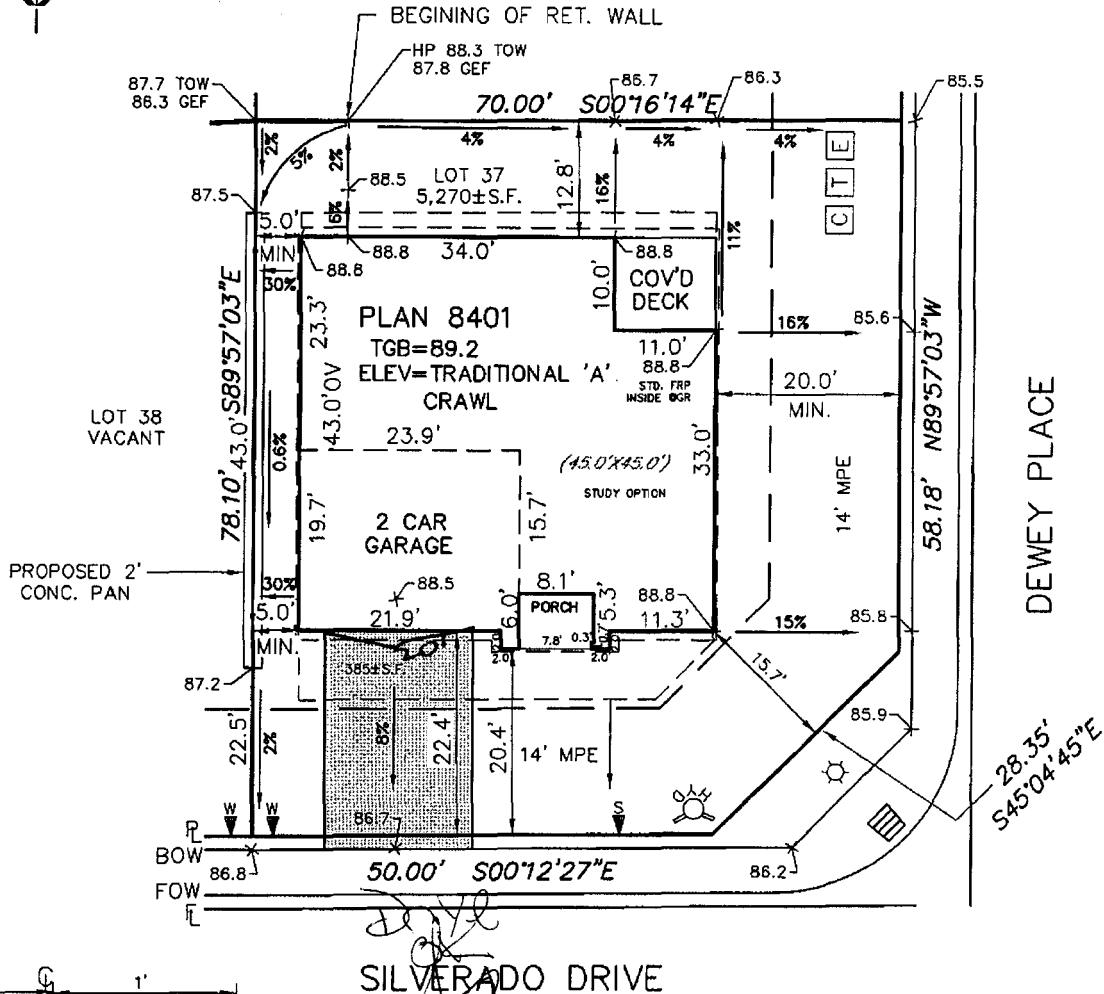 BEGINING OF RET. WALL
HP 88.3 TOW
87.8 GEF
87.7 TOW
86.3 GEF
86.7
86.3
85.5
70.00' S00°16'14"E
2%
5%
2%
4%
4%
4%
LOT 37
5,270±S.F.
88.5
12.8'
16%
11%
E
T
C
87.5
5.0'
MIN
6%
88.8
88.8
34.0'
88.8
30%
10.0'
COV'D
DECK
PLAN 8401
TGB=89.2
ELEV=TRADITIONAL 'A'
CRAWL
11.0'
88.8
STD. FRP
INSIDE @GR
16%
85.6
20.0'
MIN.
23.3'
43.0'OV
23.9'
LOT 38
VACANT
78.10'
43.0'
S89°57'03"E
0.6%
(45.0'X45.0')
STUDY OPTION
33.0'
14' MPE
58.18' N89°57'03"W
DEWEY PLACE
19.7'
2 CAR
GARAGE
15.7'
PROPOSED 2'
CONC. PAN
30%
88.5
8.1'
PORCH
88.8
5.0'
MIN.
21.9'
6.0'
7.8'
0.3'
5.3'
11.3'
15%
85.8
2.0'
2.0'
385±S.F.
15.7'
87.2
22.5'
2%
8%
22.4'
20.4'
14' MPE
85.9
28.35'
S45°04'45"E
W
W
S
HYD
PL
BOW
86.7
86.8
50.00' S00°12'27"E
86.2
FOW
FL
SILVERADO DRIVE
1'